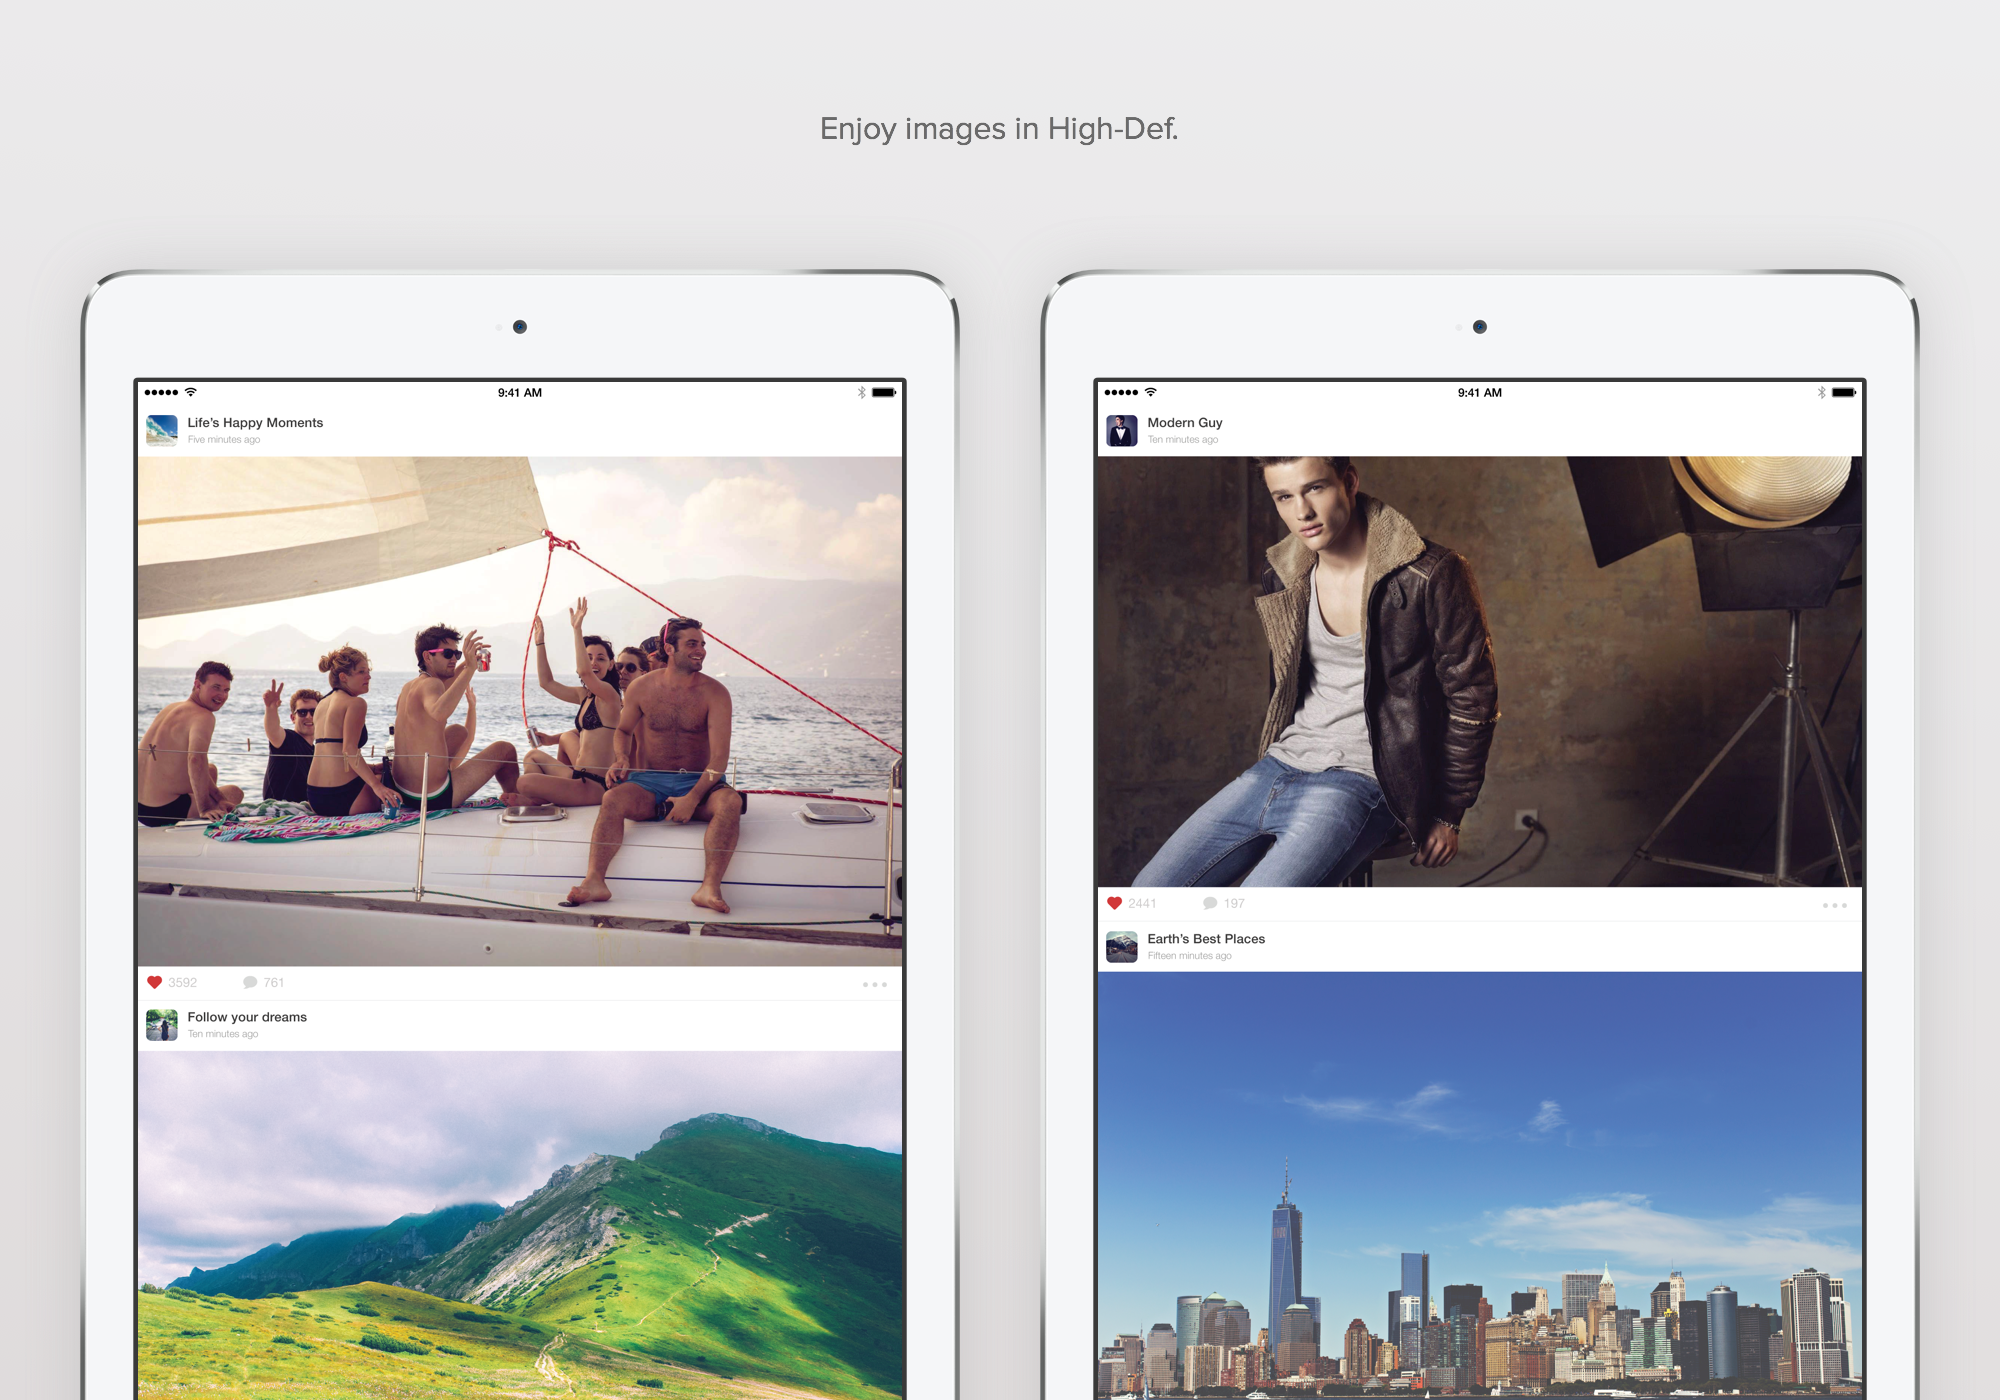 Enjoy images in High-Def.
9:41 AM
Life's Happy Moments
Five minutes ago
3592 761
Follow your dreams
Ten minutes ago
9:41 AM
Modern Guy
Ten minutes ago
2441 197
Earth's Best Places
Fifteen minutes ago